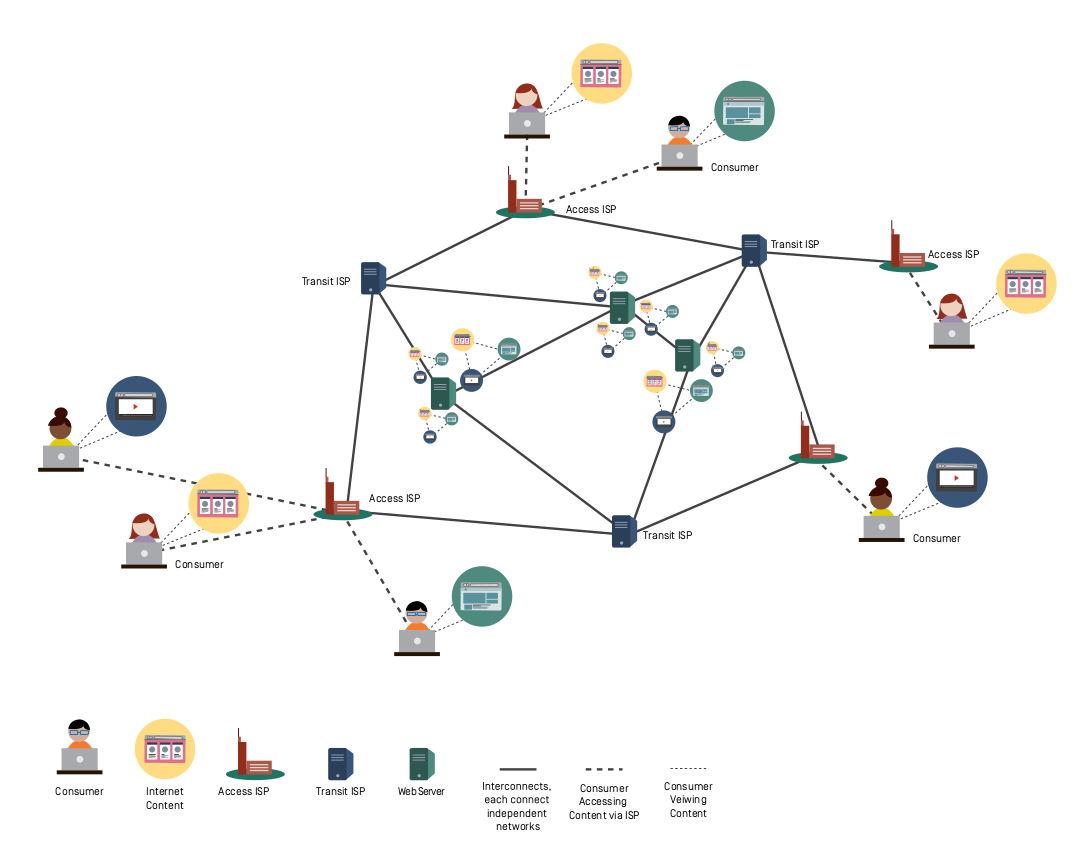 Consumer
Access ISP
Transit ISP
Access ISP
Transit ISP
Access ISP
Transit ISP
Consumer
Consumer
Consumer
Internet
Content
Access ISP
Transit ISP
Web Server
Interconnects,
each connect
independent
networks
Consumer
Accessing
Content via ISP
Consumer
Veiwing
Content